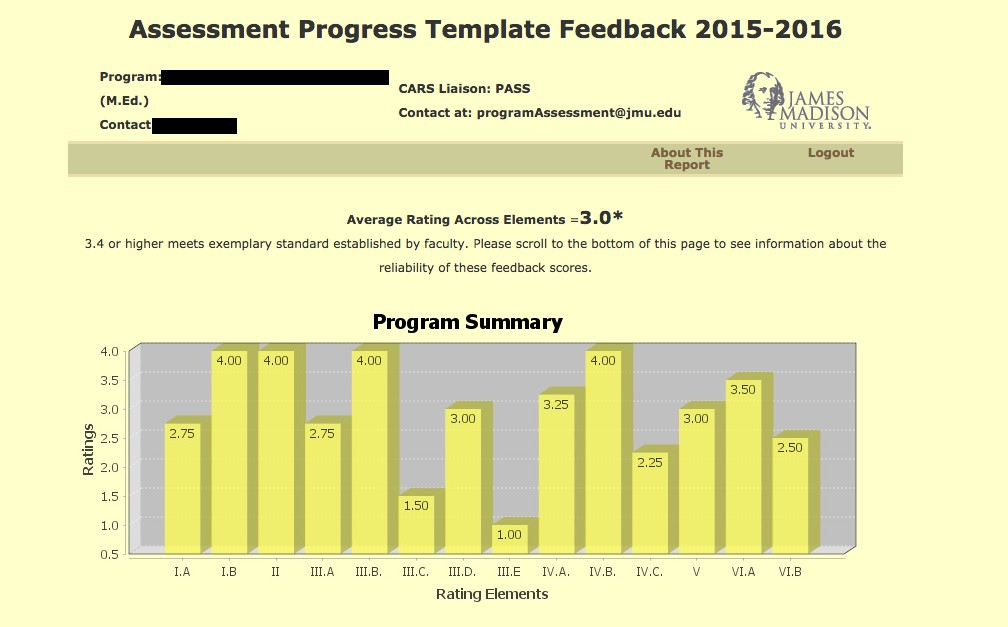 Assessment Progress Template Feedback 2015-2016
Program:
(M.Ed.)
Contact
CARS Liaison: PASS
Contact at: programAssessment@jmu.edu
JAMES
MADISON
UNIVERSITY.
About This
Report
Logout
Average Rating Across Elements =3.0*
3.4 or higher meets exemplary standard established by faculty. Please scroll to the bottom of this page to see information about the
reliability of these feedback scores.
Program Summary
Ratings
4.0
3.5
3.0
2.5
2.0
1.5
1.0
0.5
2.75
4.00
4.00
2.75
4.00
1.50
3.00
1.00
3.25
4.00
2.25
3.00
3.50
2.50
I.A I.B II III.A III.B. III.C. III.D. III.E IV.A. IV.B. IV.C. V VI.A VI.B
Rating Elements